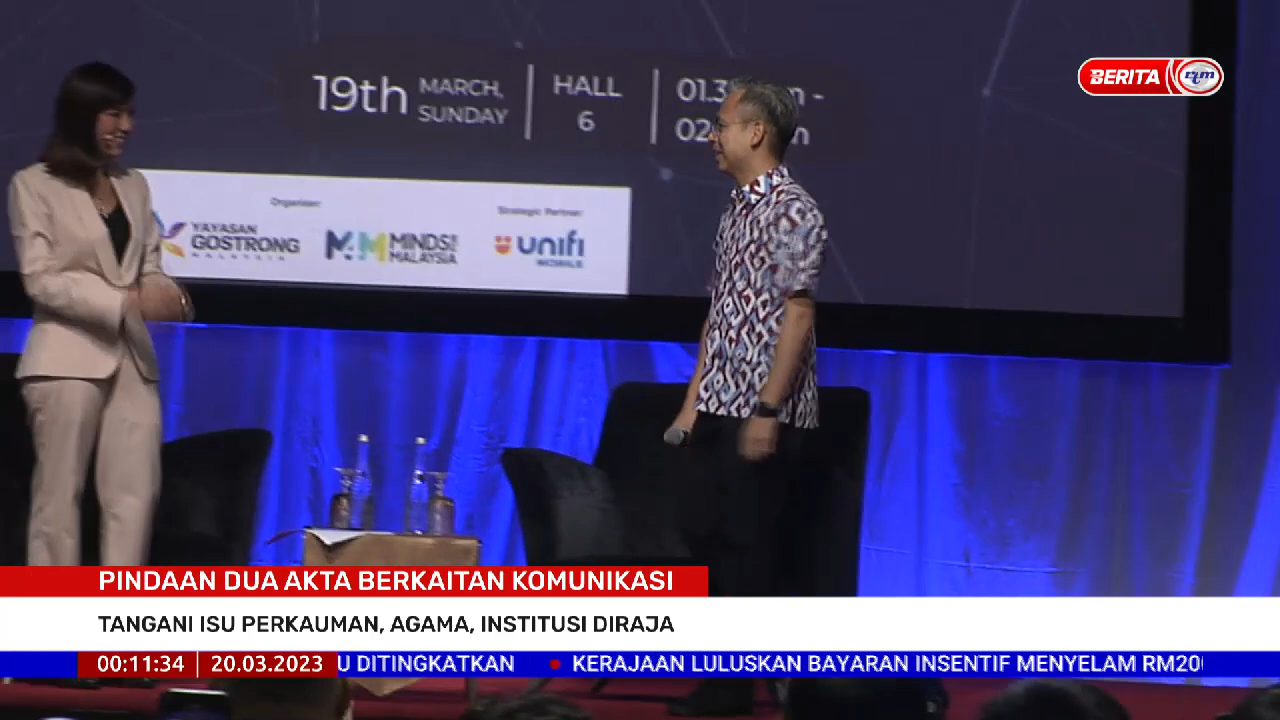 19th
MARCH,
SUNDAY
HALL
6
BERITA rtm
Organiser:
Strategic Partner:
YAYASAN
GOSTRONG
MALAYSIA
MINDS
MALAYSIA
unifi
MOBILE
PINDAAN DUA AKTA BERKAITAN KOMUNIKASI
TANGANI ISU PERKAUMAN, AGAMA, INSTITUSI DIRAJA
00:11:34 20.03.2023 U DITINGKATKAN • KERAJAAN LULUSKAN BAYARAN INSENTIF MENYELAM